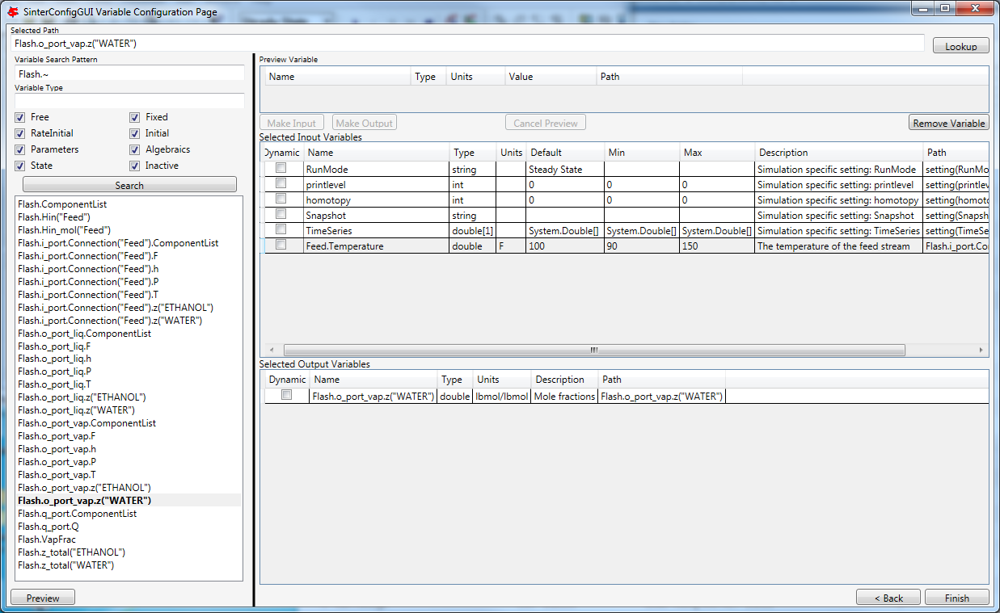 SinterConfigGUI Variable Configuration Page
Selected Path
Flash.o_port_vap.z("WATER")
Lookup
Variable Search Pattern
Flash.~
Variable Type
Free Fixed
RateInitial Initial
Parameters Algebraics
State Inactive
Search
Flash.ComponentList
Flash.Hin("Feed")
Flash.Hin_mol("Feed")
Flash.i_port.Connection("Feed").ComponentList
Flash.i_port.Connection("Feed").F
Flash.i_port.Connection("Feed").h
Flash.i_port.Connection("Feed").P
Flash.i_port.Connection("Feed").T
Flash.i_port.Connection("Feed").z("ETHANOL")
Flash.i_port.Connection("Feed").z("WATER")
Flash.o_port_liq.ComponentList
Flash.o_port_liq.F
Flash.o_port_liq.h
Flash.o_port_liq.P
Flash.o_port_liq.T
Flash.o_port_liq.z("ETHANOL")
Flash.o_port_liq.z("WATER")
Flash.o_port_vap.ComponentList
Flash.o_port_vap.F
Flash.o_port_vap.h
Flash.o_port_vap.P
Flash.o_port_vap.T
Flash.o_port_vap.z("ETHANOL")
Flash.o_port_vap.z("WATER")
Flash.q_port.ComponentList
Flash.q_port.Q
Flash.VapFrac
Flash.z_total("ETHANOL")
Flash.z_total("WATER")
Preview
Preview Variable
Name Type Units Value Path
Make Input Make Output Cancel Preview Remove Variable
Selected Input Variables
Dynamic Name Type Units Default Min Max Description Path
RunMode string Steady State Simulation specific setting: RunMode setting(RunMo
printlevel int 0 0 0 Simulation specific setting: printlevel setting(printlev
homotopy int 0 0 0 Simulation specific setting: homotopy setting(homoto
Snapshot string Simulation specific setting: Snapshot setting(Snapsh
TimeSeries double[1] System.Double[] System.Double[] System.Double[] Simulation specific setting: TimeSeries setting(TimeSe
Feed.Temperature double F 100 90 150 The temperature of the feed stream Flash.i_port.Co
Selected Output Variables
Dynamic Name Type Units Description Path
Flash.o_port_vap.z("WATER") double lbmol/lbmol Mole fractions Flash.o_port_vap.z("WATER")
< Back Finish